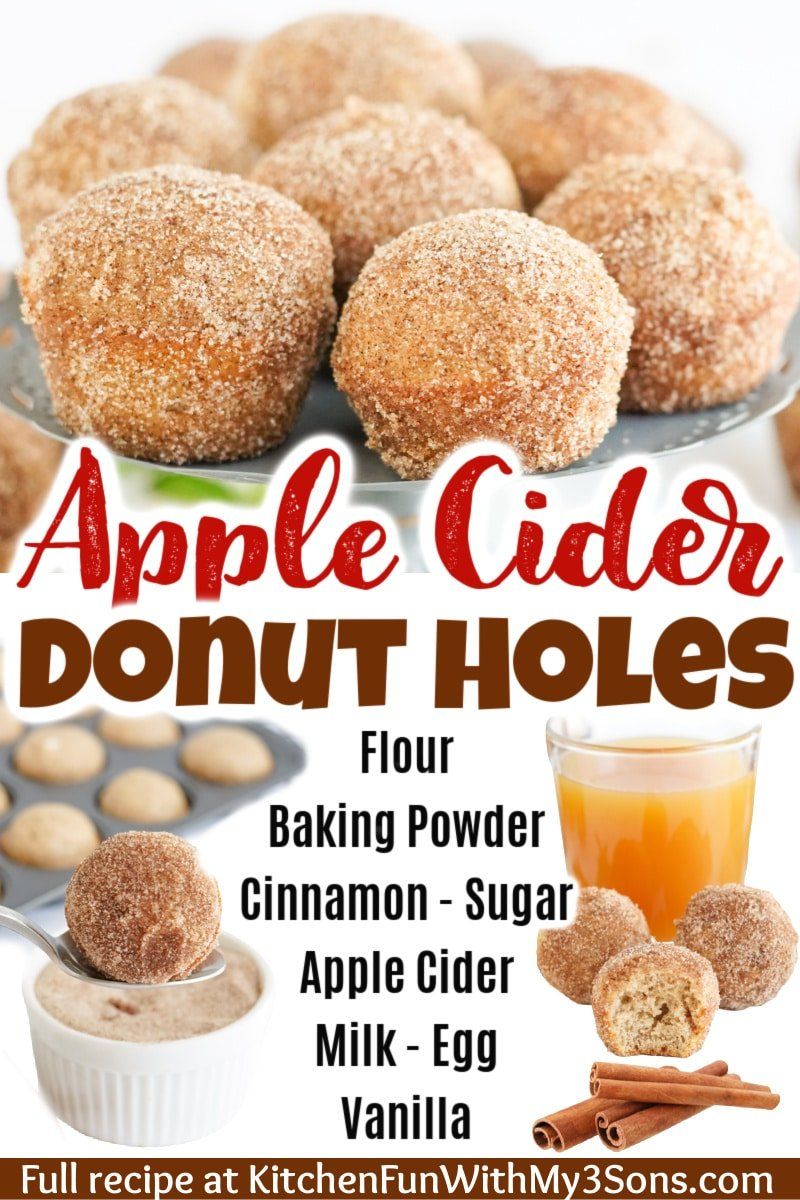 Apple Cider
Donut Holes
Flour
Baking Powder
Cinnamon - Sugar
Apple Cider
Milk - Egg
Vanilla
Full recipe at KitchenFunWithMy3Sons.com